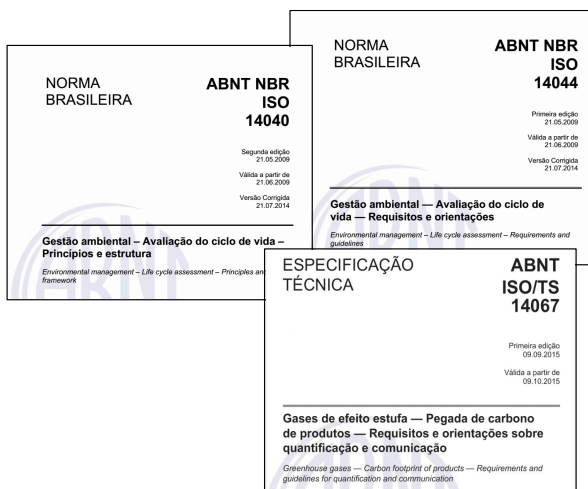 NORMA
BRASILEIRA
ABNT NBR
ISO
14040
Segunda edição
21.05.2009
Válida a partir de
21.06.2009
Versão Corrigida
21.07.2014
Gestão ambiental – Avaliação do ciclo de vida –
Princípios e estrutura
Environmental management – Life cycle assessment – Principles and
framework
NORMA
BRASILEIRA
ABNT NBR
ISO
14044
Primeira edição
21.05.2009
Válida a partir de
21.06.2009
Versão Corrigida
21.07.2014
Gestão ambiental — Avaliação do ciclo de
vida — Requisitos e orientações
Environmental management – Life cycle assessment – Requirements and
guidelines
ESPECIFICAÇÃO
TÉCNICA
ABNT
ISO/TS
14067
Primeira edição
09.09.2015
Válida a partir de
09.10.2015
Gases de efeito estufa — Pegada de carbono
de produtos — Requisitos e orientações sobre
quantificação e comunicação
Greenhouse gases — Carbon footprint of products — Requirements and
guidelines for quantification and communication